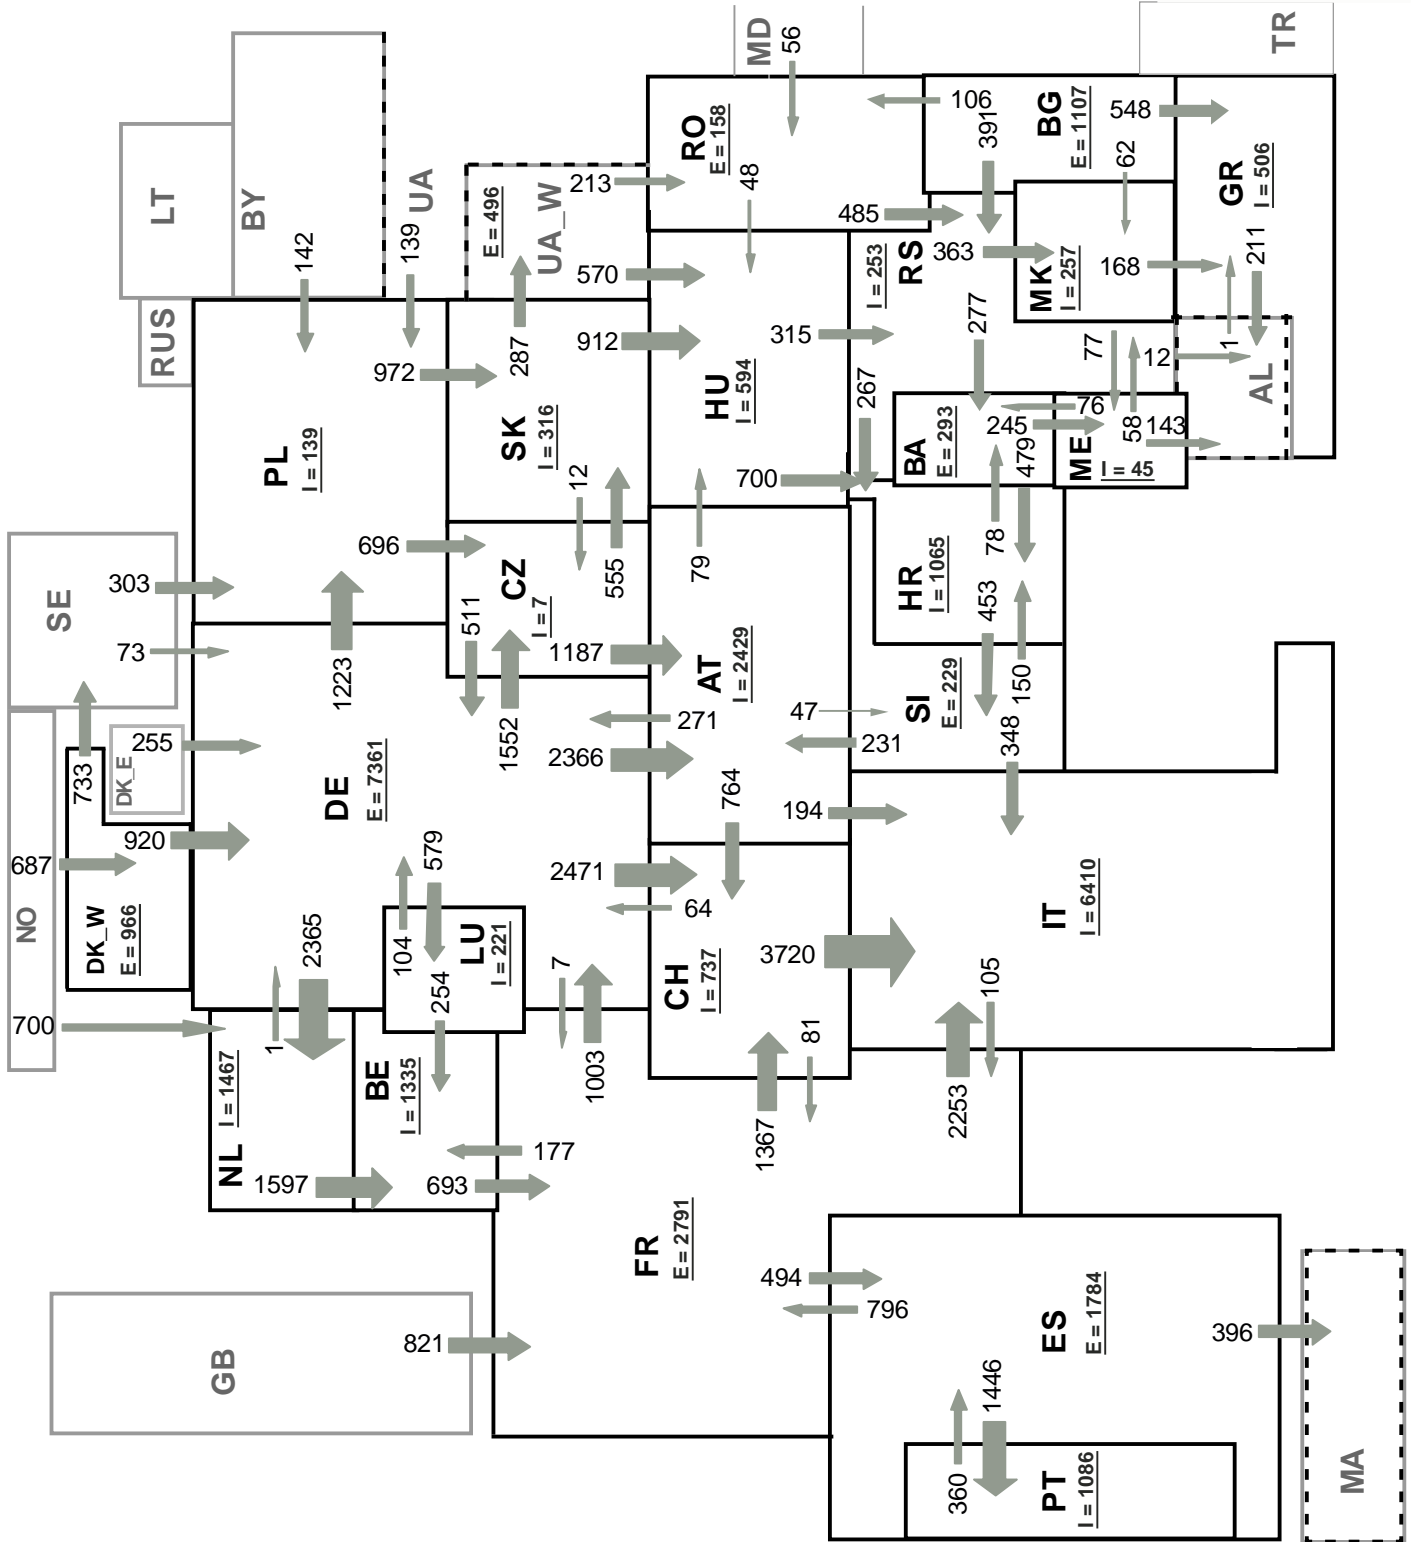 MD
56
TR
RO
E = 158
106
391
BG
E = 1107
548
62
GR
I = 506
LT
BY
142
139
UA
E = 496
UA_W
213
48
485
RS
I = 253
363
MK
I = 257
168
211
1
RUS
570
287
912
HU
I = 594
315
277
77
12
AL
972
PL
I = 139
SK
I = 316
12
267
BA
E = 293
76
245
479
ME
I = 45
58
143
700
696
CZ
I = 7
555
79
78
HR
I = 1065
453
SE
303
73
1223
511
1187
1552
AT
I = 2429
SI
E = 229
150
348
47
231
733
DK_E
255
DE
E = 7361
271
2366
764
194
NO
687
920
DK_W
E = 966
579
104
LU
I = 221
2471
64
CH
I = 737
3720
IT
I = 6410
2365
1
254
7
1003
81
105
700
NL
I = 1467
BE
I = 1335
1597
693
177
1367
2253
FR
E = 2791
494
796
ES
E = 1784
396
GB
821
360
1446
PT
I = 1086
MA